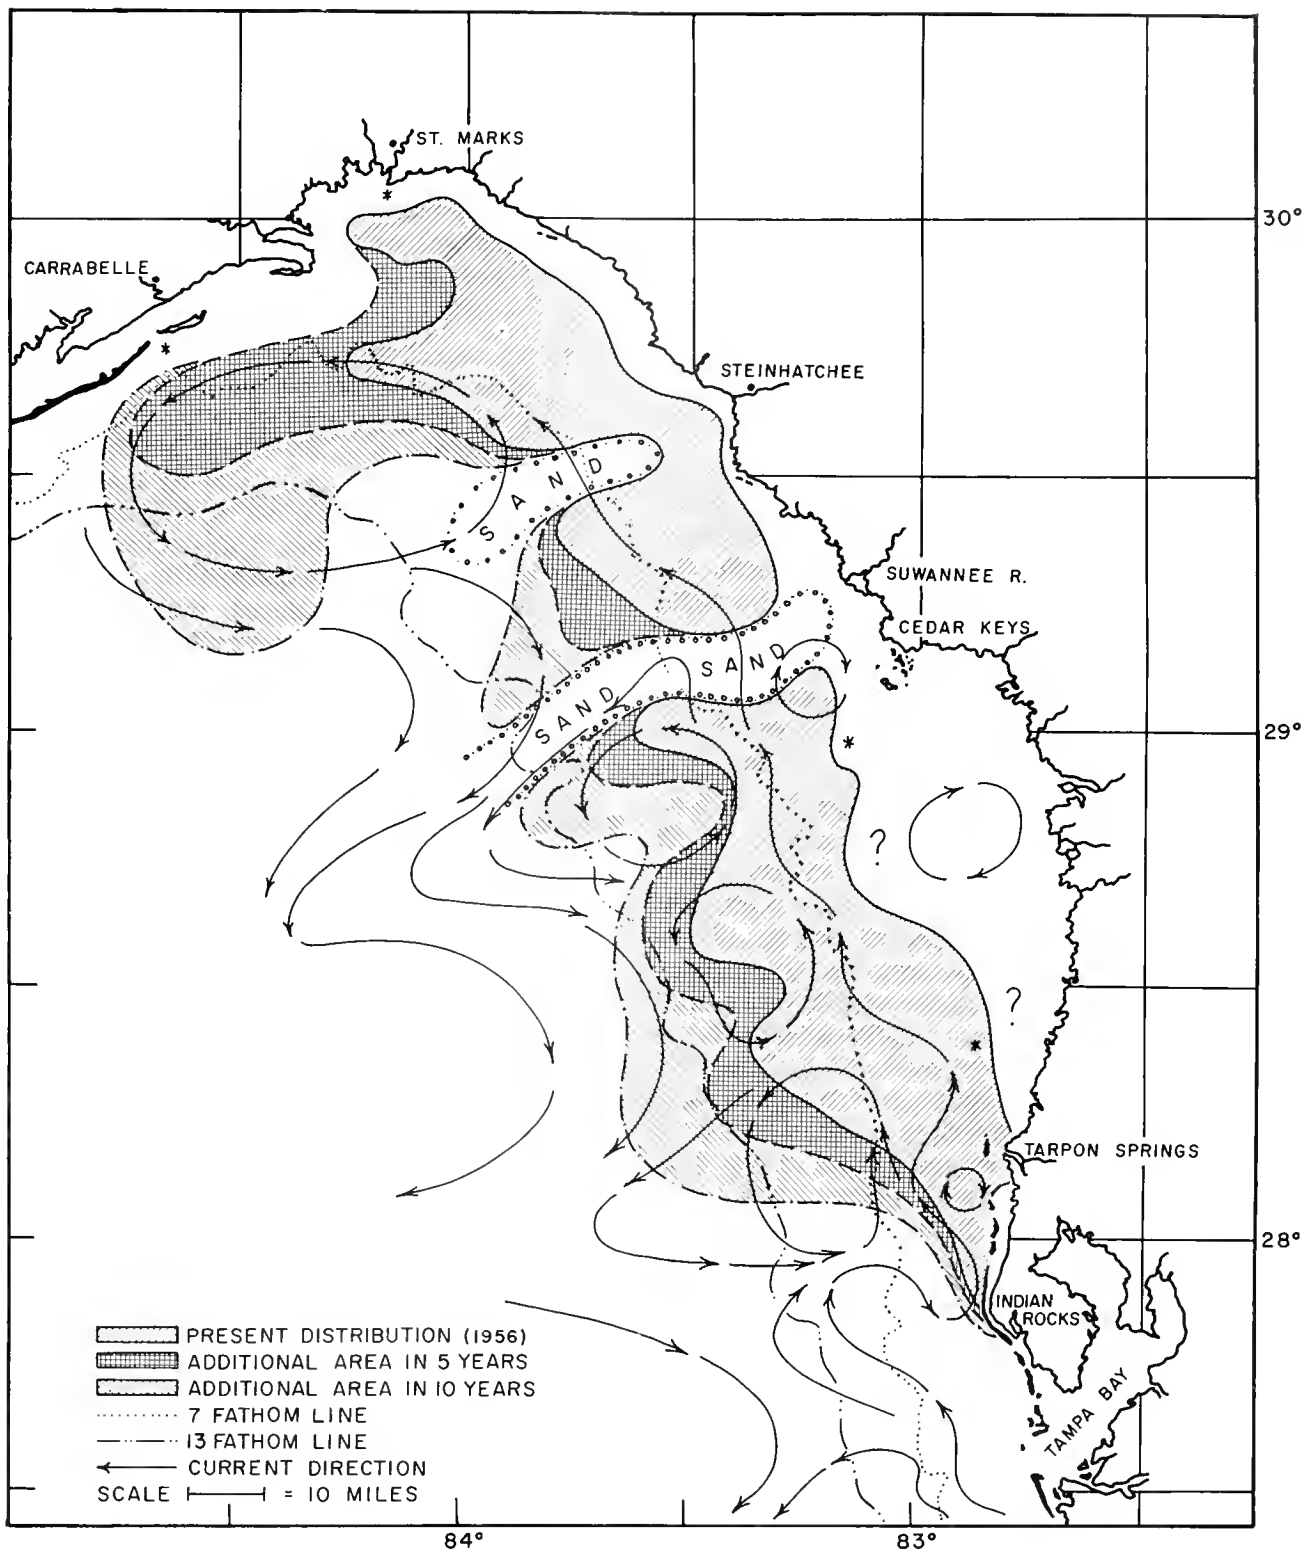 ST. MARKS
30°
CARRABELLE
STEINHATCHEE
SAND
SUWANNEE R.
CEDAR KEYS
SAND
SAND
29°
?
?
TARPON SPRINGS
28°
INDIAN
ROCKS
TAMPA BAY
PRESENT DISTRIBUTION (1956)
ADDITIONAL AREA IN 5 YEARS
ADDITIONAL AREA IN 10 YEARS
7 FATHOM LINE
13 FATHOM LINE
CURRENT DIRECTION
SCALE = 10 MILES
84°
83°